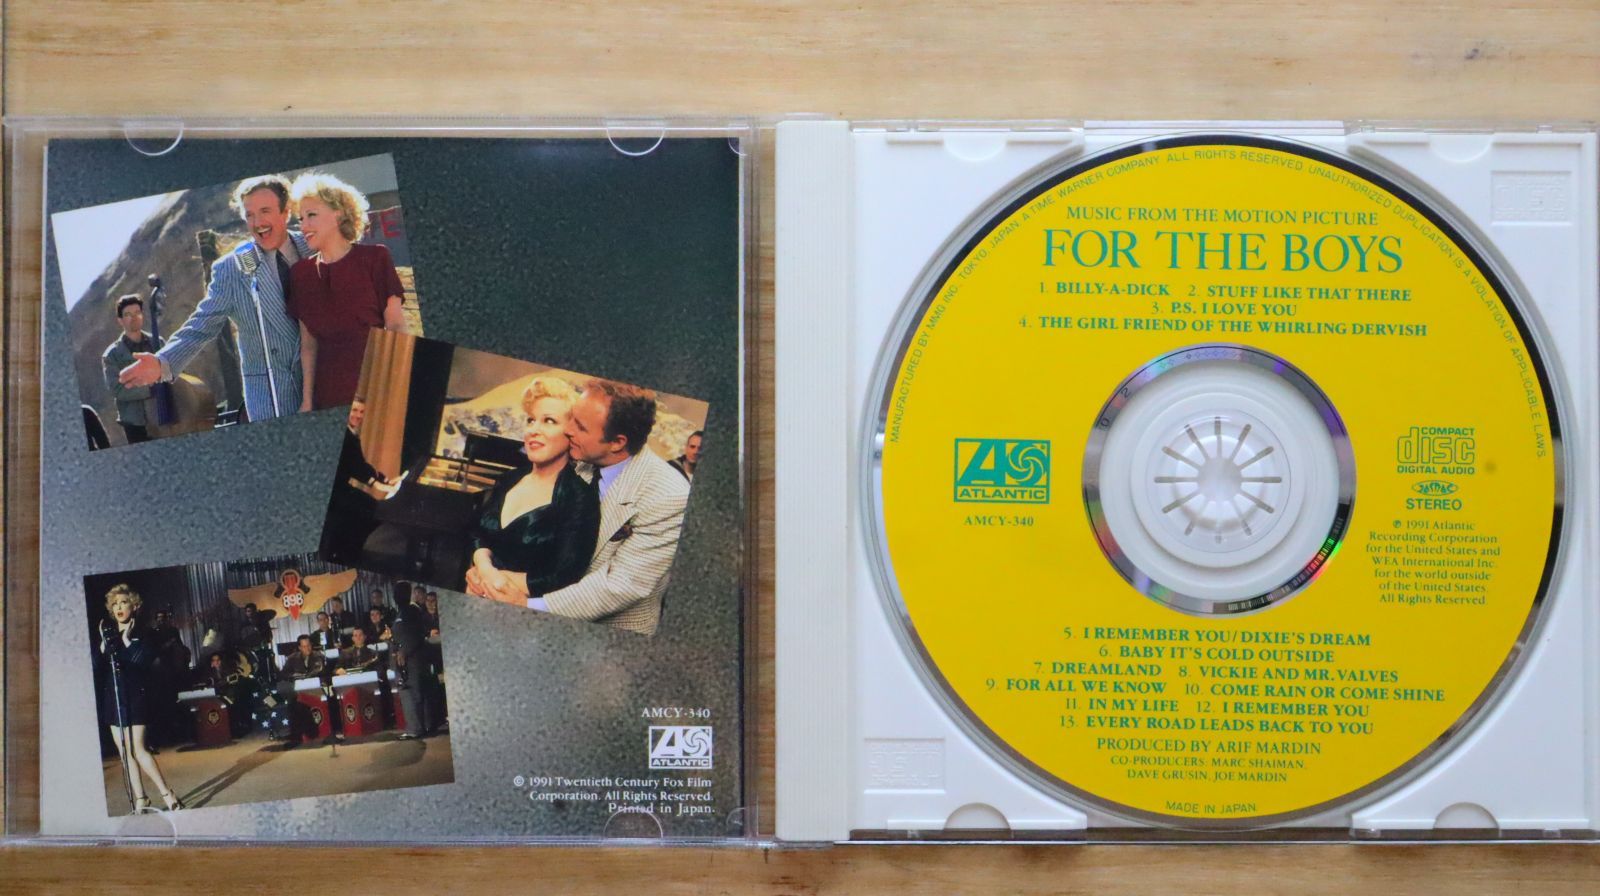 898
AMCY-340
ATLANTIC
© 1991 Twentieth Century Fox Film
Corporation. All Rights Reserved.
Printed in Japan.
MANUFACTURED BY MMG INC., TOKYO, JAPAN A TIME WARNER COMPANY. ALL RIGHTS RESERVED. UNAUTHORIZED DUPLICATION IS A VIOLATION OF APPLICABLE LAWS.
MUSIC FROM THE MOTION PICTURE
FOR THE BOYS
1. BILLY-A-DICK 2. STUFF LIKE THAT THERE
3. P.S. I LOVE YOU
4. THE GIRL FRIEND OF THE WHIRLING DERVISH
ATLANTIC
AMCY-340
COMPACT
disc
DIGITAL AUDIO
STEREO
℗ 1991 Atlantic
Recording Corporation
for the United States and
WEA International Inc.
for the world outside
of the United States.
All Rights Reserved
5. I REMEMBER YOU/DIXIE'S DREAM
6. BABY IT'S COLD OUTSIDE
7. DREAMLAND 8. VICKIE AND MR. VALVES
9. FOR ALL WE KNOW 10. COME RAIN OR COME SHINE
11. IN MY LIFE 12. I REMEMBER YOU
13. EVERY ROAD LEADS BACK TO YOU
PRODUCED BY ARIF MARDIN
CO-PRODUCERS: MARC SHAIMAN,
DAVE GRUSIN, JOE MARDIN
MADE IN JAPAN.